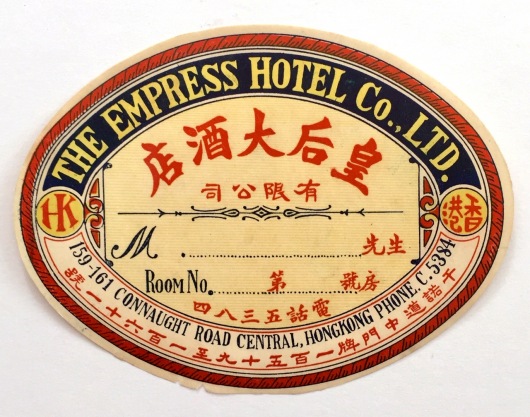 THE EMPRESS HOTEL CO., LTD.
皇后大酒店
有限公司
HK
香港
M. 先生
ROOM No. 第 號房
電話五三八四
159-161 CONNAUGHT ROAD CENTRAL, HONGKONG PHONE, C. 5384
干諾道中門牌一百五十九至一百六十一號